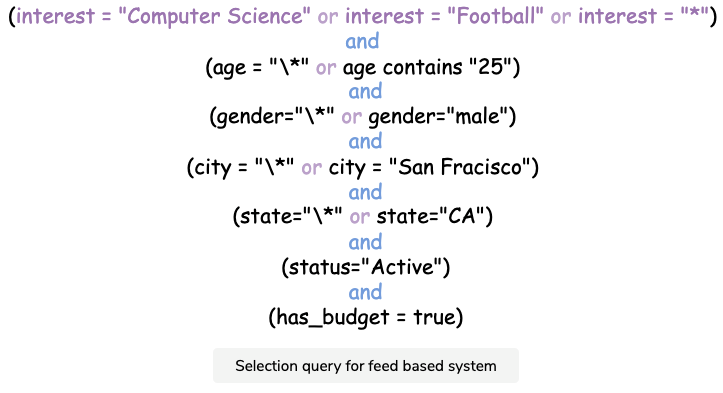 (interest = "Computer Science" or interest = "Football" or interest = "*")
and
(age = "\*" or age contains "25")
and
(gender="\*" or gender="male")
and
(city = "\*" or city = "San Fracisco")
and
(state="\*" or state="CA")
and
(status="Active")
and
(has_budget = true)
Selection query for feed based system